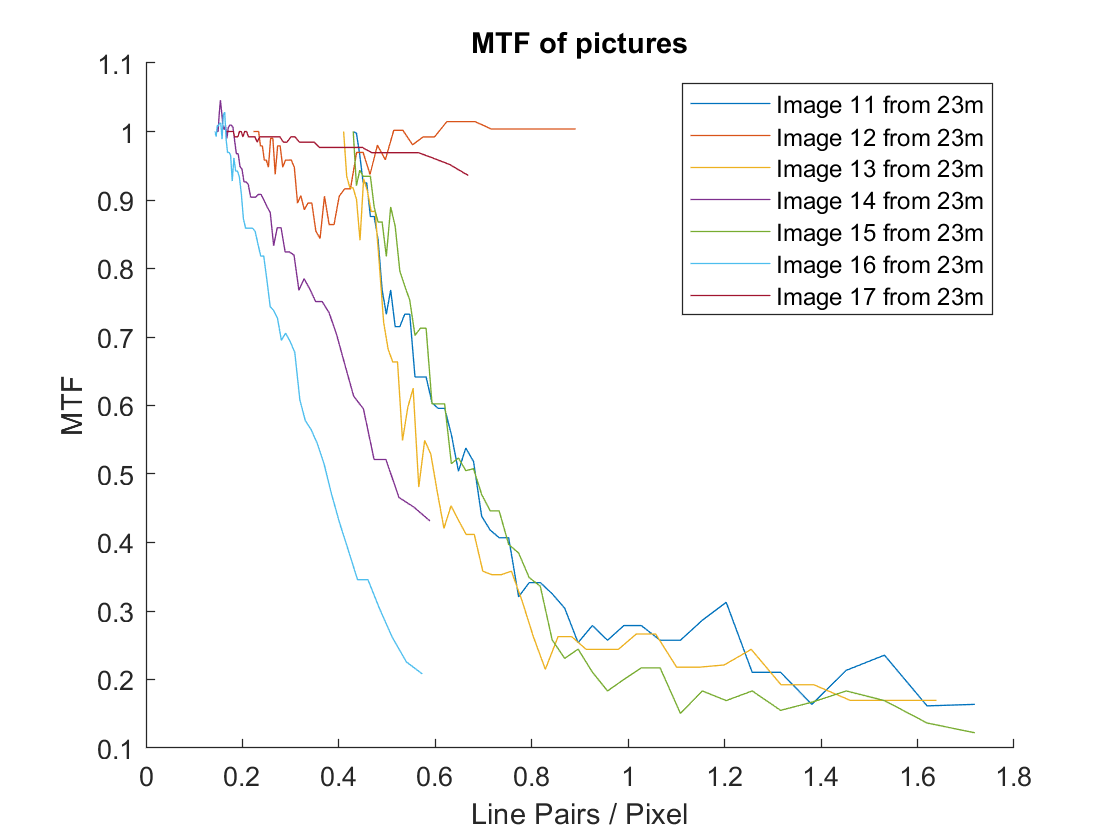 MTF of pictures
1.1
1
0.9
0.8
0.7
0.6
0.5
0.4
0.3
0.2
0.1
MTF
Image 11 from 23m
Image 12 from 23m
Image 13 from 23m
Image 14 from 23m
Image 15 from 23m
Image 16 from 23m
Image 17 from 23m
0 0.2 0.4 0.6 0.8 1 1.2 1.4 1.6 1.8
Line Pairs / Pixel